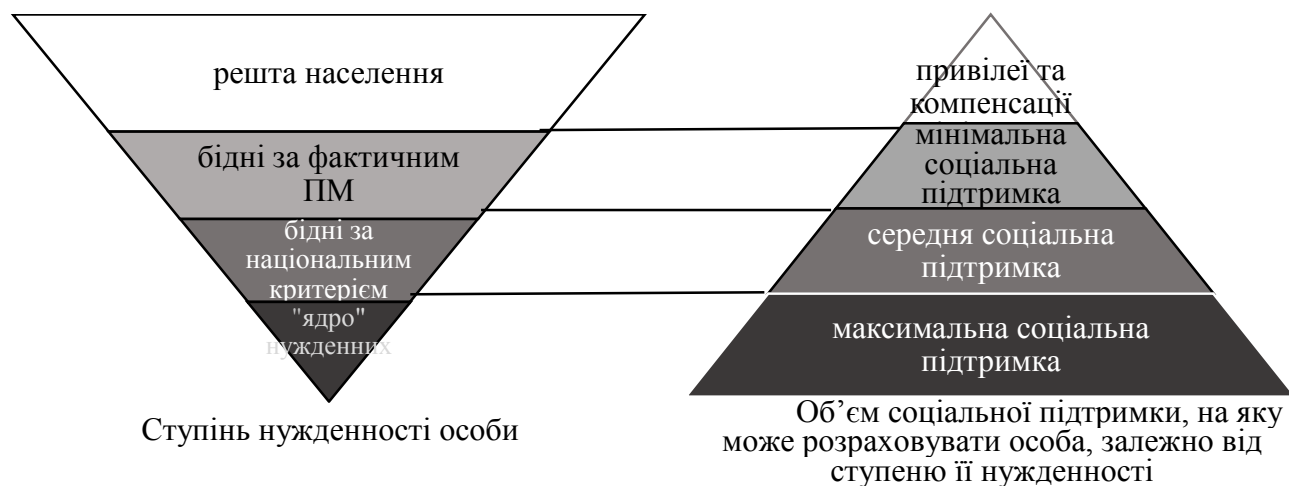 решта населення
бідні за фактичним
ПМ
бідні за
національним
критерієм
"ядро"
нужденних
Ступінь нужденності особи
привілеї та
компенсації
мінімальна
соціальна
підтримка
середня соціальна
підтримка
максимальна соціальна
підтримка
Об’єм соціальної підтримки, на яку
може розраховувати особа, залежно від
ступеню її нужденності